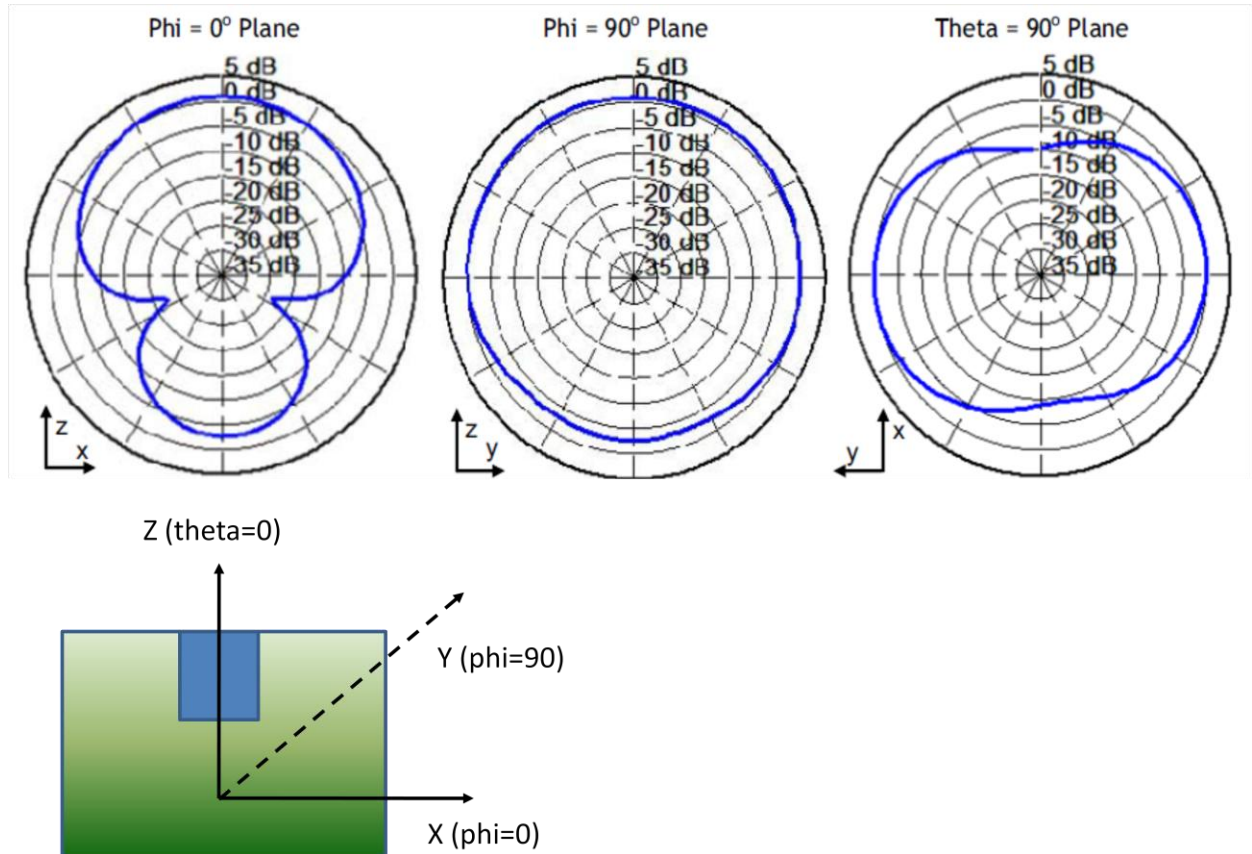 Phi = 0° Plane
5 dB
0 dB
-5 dB
-10 dB
-15 dB
-20 dB
-25 dB
-30 dB
-35 dB
z
x
Phi = 90° Plane
5 dB
0 dB
-5 dB
-10 dB
-15 dB
-20 dB
-25 dB
-30 dB
-35 dB
z
y
Theta = 90° Plane
5 dB
0 dB
-5 dB
-10 dB
-15 dB
-20 dB
-25 dB
-30 dB
-35 dB
x
y
Z (theta=0)
Y (phi=90)
X (phi=0)